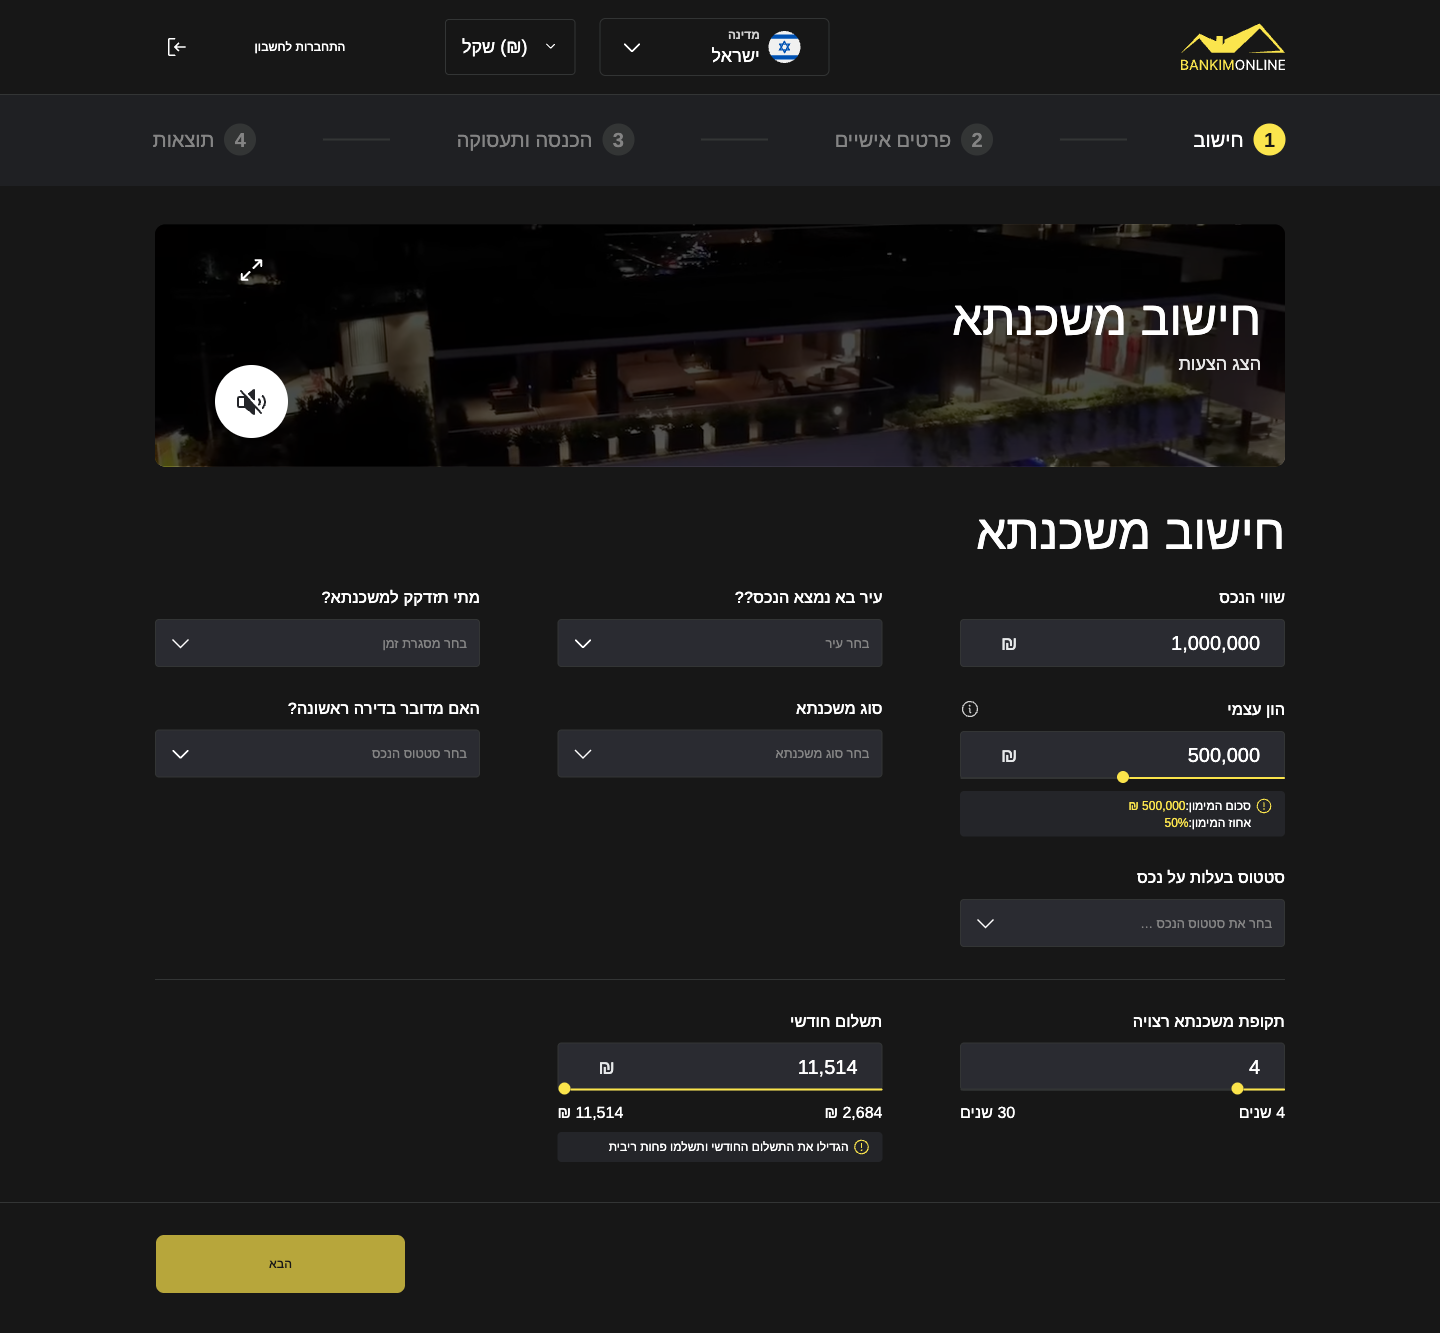 BANKIMONLINE
מדינה
ישראל
שקל (₪)
התחברות לחשבון
1 חישוב
2 פרטים אישיים
3 הכנסה ותעסוקה
4 תוצאות
חישוב משכנתא
הצג הצעות
חישוב משכנתא
שווי הנכס
1,000,000 ₪
עיר בא נמצא הנכס??
בחר עיר
מתי תזדקק למשכנתא?
בחר מסגרת זמן
הון עצמי
500,000 ₪
סכום המימון:500,000 ₪
אחוז המימון:50%
סוג משכנתא
בחר סוג משכנתא
האם מדובר בדירה ראשונה?
בחר סטטוס הנכס
סטטוס בעלות על נכס
בחר את סטטוס הנכס ...
תקופת משכנתא רצויה
4
4 שנים
30 שנים
תשלום חודשי
11,514 ₪
2,684 ₪
11,514 ₪
הגדילו את התשלום החודשי ותשלמו פחות ריבית
הבא